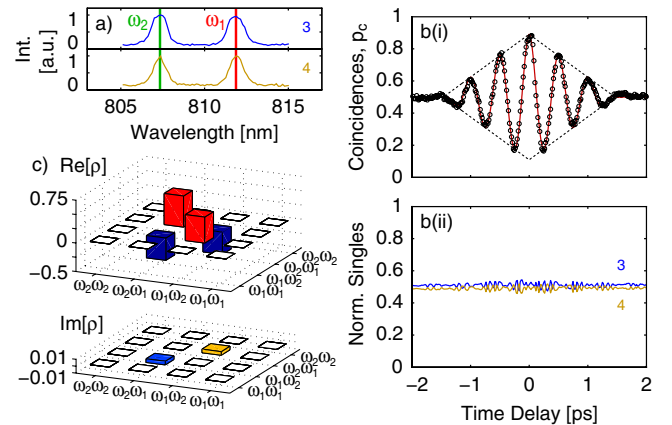 a)
ω2 ω1
Int. [a.u.]
1
0
1
0
3
4
805 810 815
Wavelength [nm]
b(i)
Coincidences, pc
1.0
0.8
0.6
0.4
0.2
0
c) Re[ρ]
0.75
0
−0.5
ω2ω2 ω2ω1 ω1ω2 ω1ω1
ω1ω1 ω1ω2 ω2ω1 ω2ω2
Im[ρ]
0.01
−0.01
ω2ω2 ω2ω1 ω1ω2 ω1ω1
ω1ω1 ω1ω2 ω2ω1 ω2ω2
b(ii)
Norm. Singles
1.0
0.8
0.6
0.4
0.2
0
3
4
−2 −1 0 1 2
Time Delay [ps]